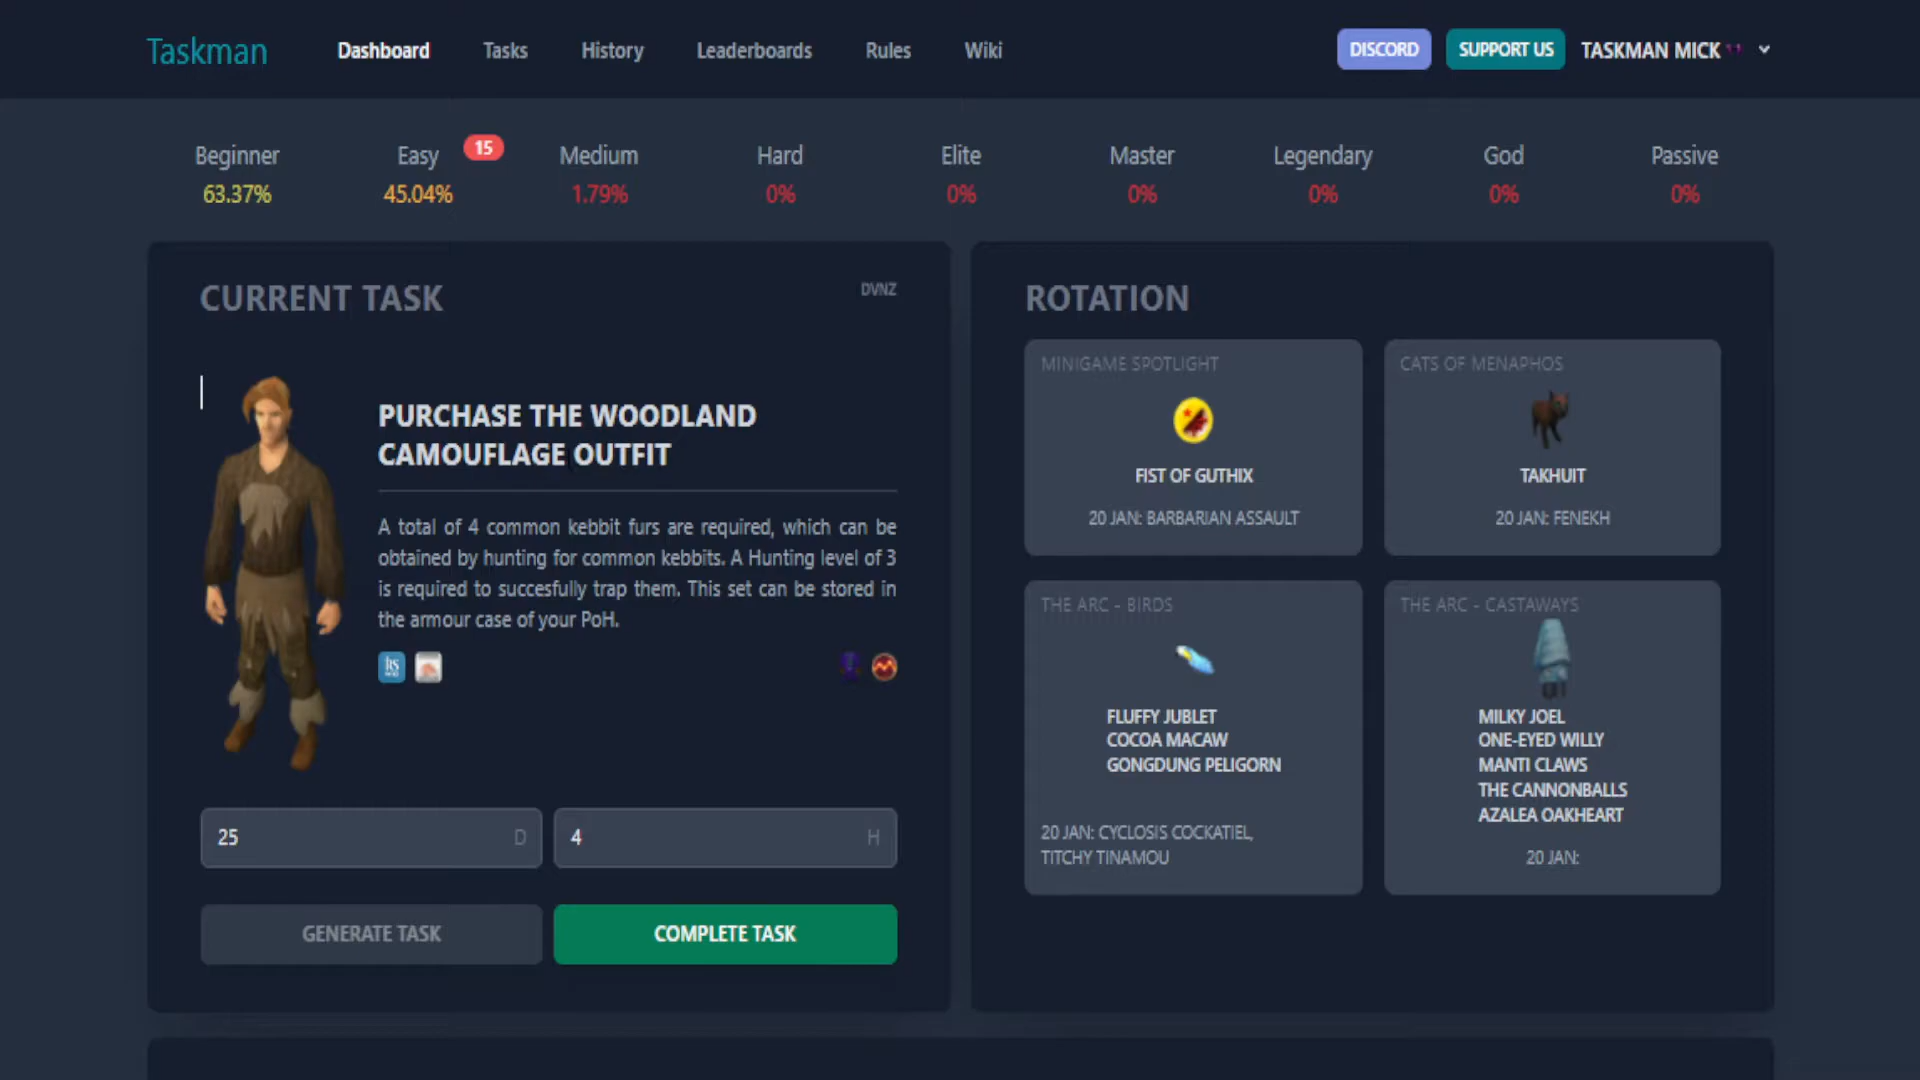 Taskman
Dashboard
Tasks
History
Leaderboards
Rules
Wiki
DISCORD
SUPPORT US
TASKMAN MICK
Beginner
63.37%
Easy
15
45.04%
Medium
1.79%
Hard
0%
Elite
0%
Master
0%
Legendary
0%
God
0%
Passive
0%
CURRENT TASK
DVNZ
PURCHASE THE WOODLAND
CAMOUFLAGE OUTFIT
A total of 4 common kebbit furs are required, which can be
obtained by hunting for common kebbits. A Hunting level of 3
is required to succesfully trap them. This set can be stored in
the armour case of your PoH.
25 D
4 H
GENERATE TASK
COMPLETE TASK
ROTATION
MINIGAME SPOTLIGHT
FIST OF GUTHIX
20 JAN: BARBARIAN ASSAULT
CATS OF MENAPHOS
TAKHUIT
20 JAN: FENEKH
THE ARC - BIRDS
FLUFFY JUBLET
COCOA MACAW
GONGDUNG PELIGORN
20 JAN: CYCLOSIS COCKATIEL,
TITCHY TINAMOU
THE ARC - CASTAWAYS
MILKY JOEL
ONE-EYED WILLY
MANTI CLAWS
THE CANNONBALLS
AZALEA OAKHEART
20 JAN: